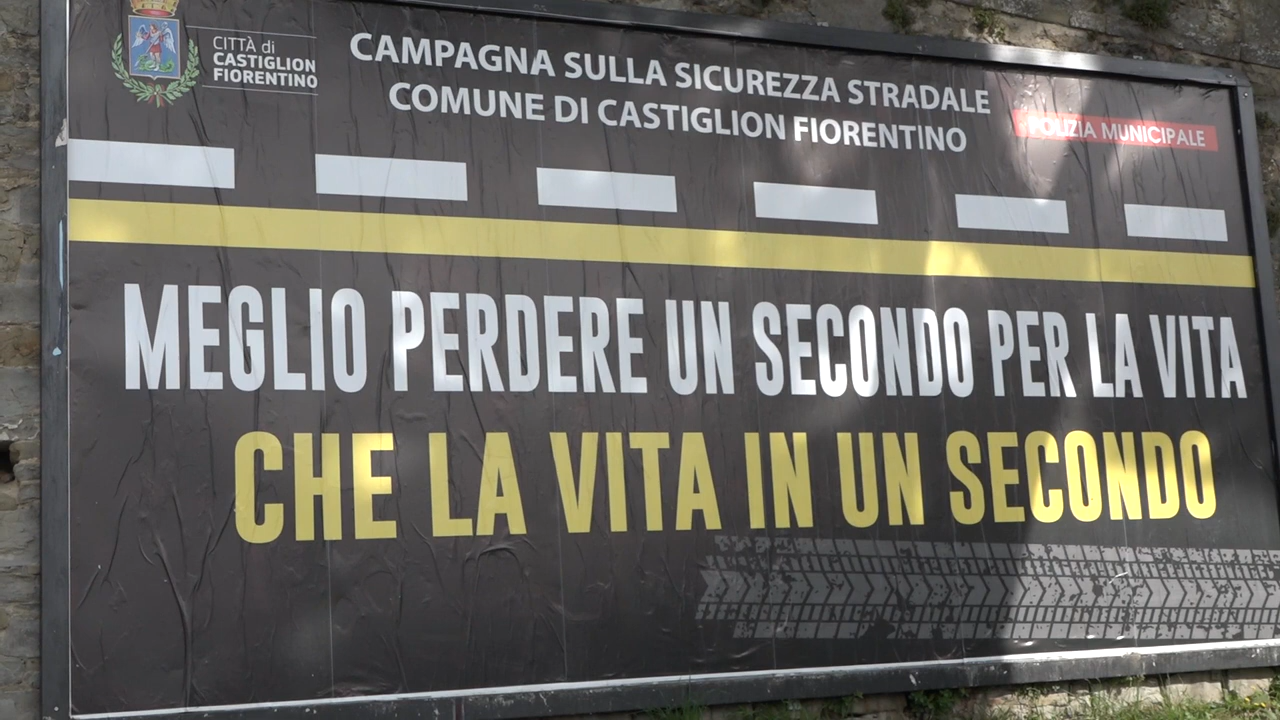 CITTÀ di
CASTIGLION
FIORENTINO
CAMPAGNA SULLA SICUREZZA STRADALE
COMUNE DI CASTIGLION FIORENTINO
POLIZIA MUNICIPALE
MEGLIO PERDERE UN SECONDO PER LA VITA
CHE LA VITA IN UN SECONDO